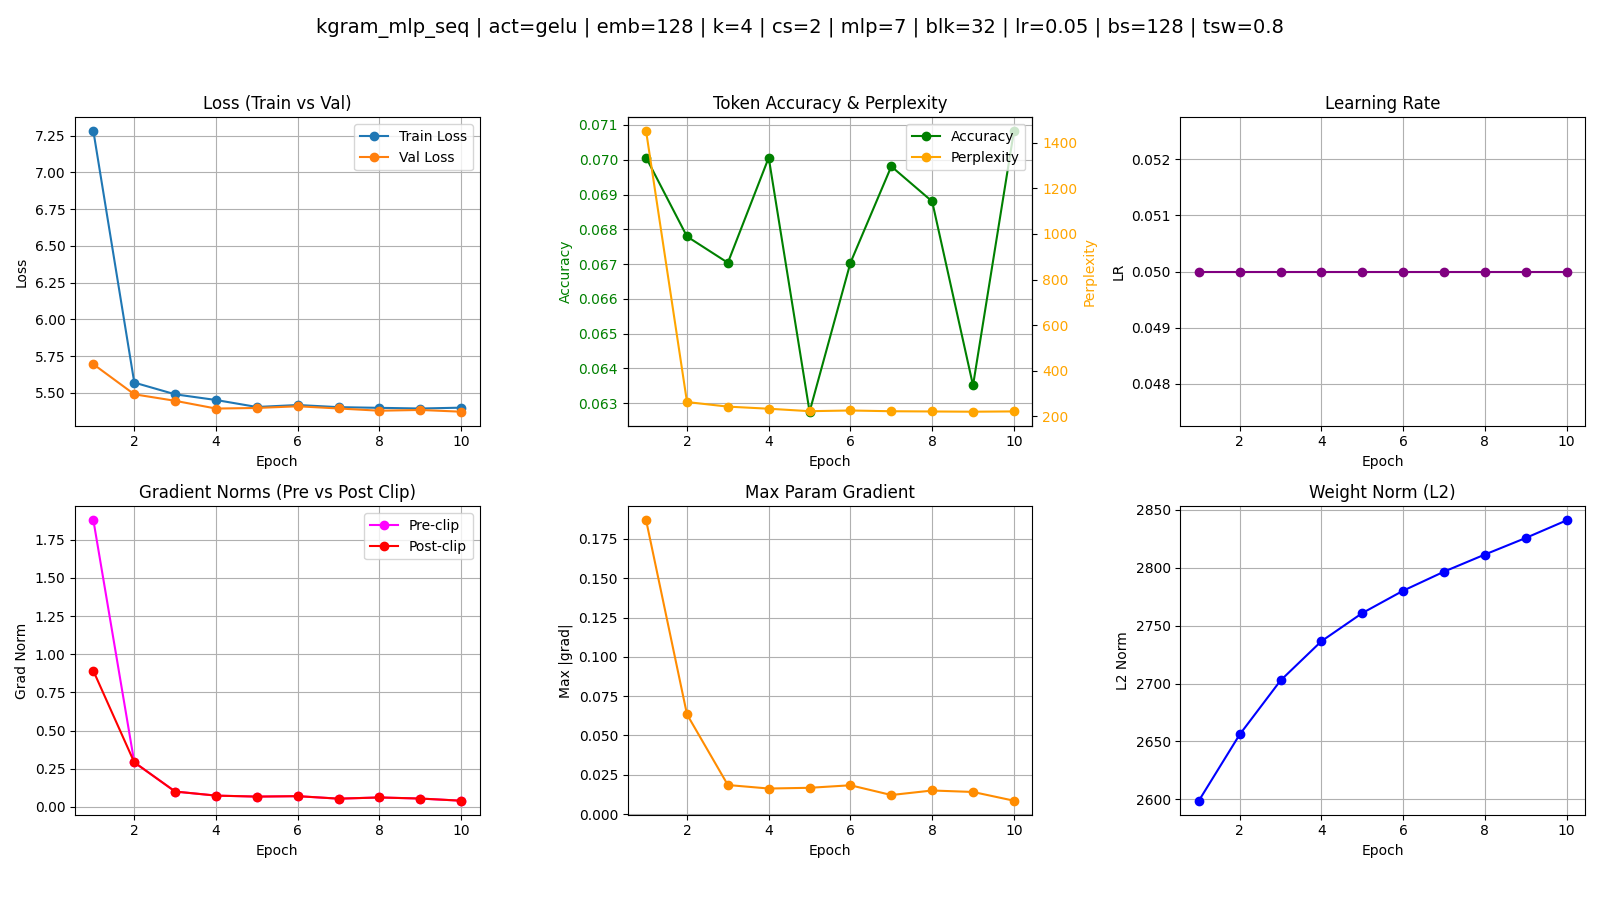 kgram_mlp_seq | act=gelu | emb=128 | k=4 | cs=2 | mlp=7 | blk=32 | lr=0.05 | bs=128 | tsw=0.8
Loss (Train vs Val)
Loss
7.25
7.00
6.75
6.50
6.25
6.00
5.75
5.50
Train Loss
Val Loss
2 4 6 8 10
Epoch
Token Accuracy & Perplexity
Accuracy
0.071
0.070
0.069
0.068
0.067
0.066
0.065
0.064
0.063
Accuracy
Perplexity
1400
1200
1000
800
600
400
200
Perplexity
2 4 6 8 10
Epoch
Learning Rate
LR
0.052
0.051
0.050
0.049
0.048
2 4 6 8 10
Epoch
Gradient Norms (Pre vs Post Clip)
Grad Norm
1.75
1.50
1.25
1.00
0.75
0.50
0.25
0.00
Pre-clip
Post-clip
2 4 6 8 10
Epoch
Max Param Gradient
Max |grad|
0.175
0.150
0.125
0.100
0.075
0.050
0.025
0.000
2 4 6 8 10
Epoch
Weight Norm (L2)
L2 Norm
2850
2800
2750
2700
2650
2600
2 4 6 8 10
Epoch